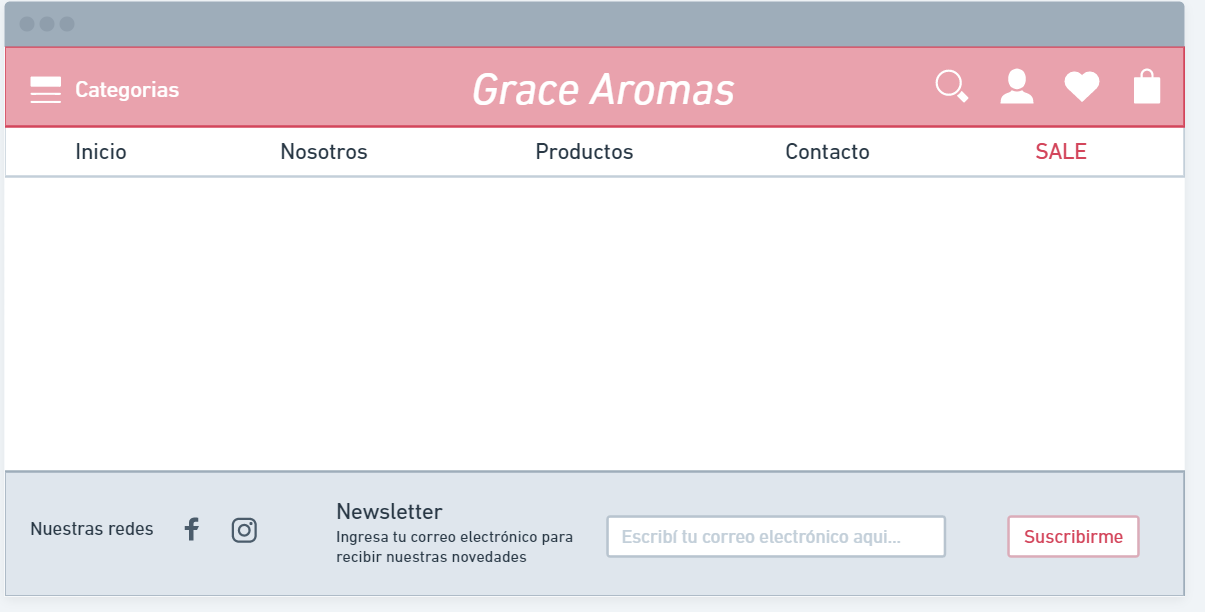 Categorias
Grace Aromas
Inicio
Nosotros
Productos
Contacto
SALE
Nuestras redes
Newsletter
Ingresa tu correo electrónico para
recibir nuestras novedades
Escribí tu correo electrónico aqui...
Suscribirme